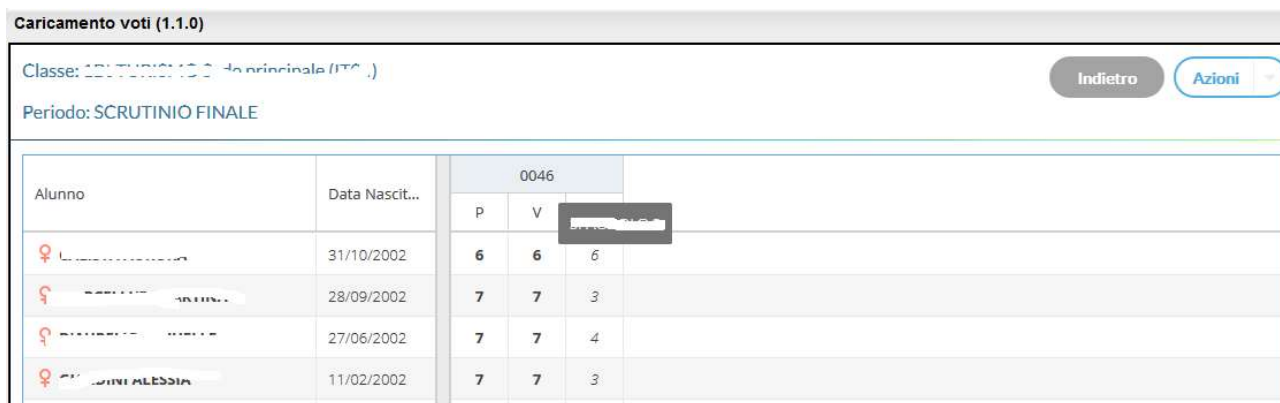 Caricamento voti (1.1.0)
Classe: principale
Indietro
Azioni
Periodo: SCRUTINIO FINALE
0046
Alunno Data Nascit...
P V
31/10/2002 6 6 6
28/09/2002 7 7 3
27/06/2002 7 7 4
ALESSIA 11/02/2002 7 7 3